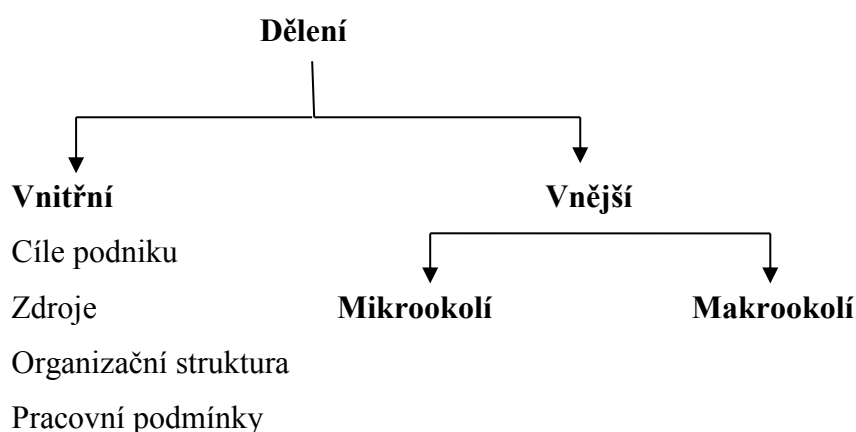 Dělení
Vnitřní
Vnější
Cíle podniku
Zdroje
Mikrookolí
Makrookolí
Organizační struktura
Pracovní podmínky